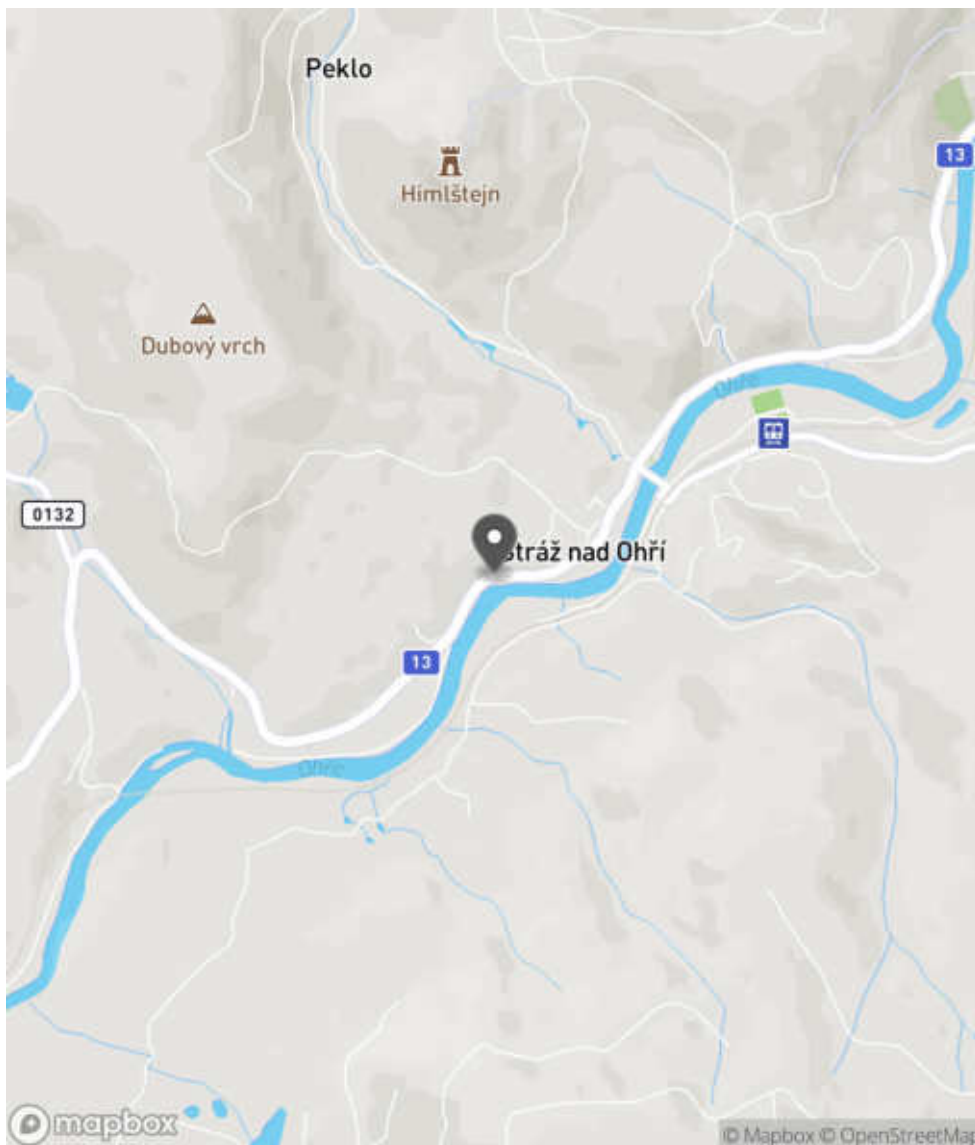 Peklo
13
Himlštejn
Dubový vrch
Ohře
0132
Stráž nad Ohří
13
Ohře
mapbox
© Mapbox © OpenStreetMap